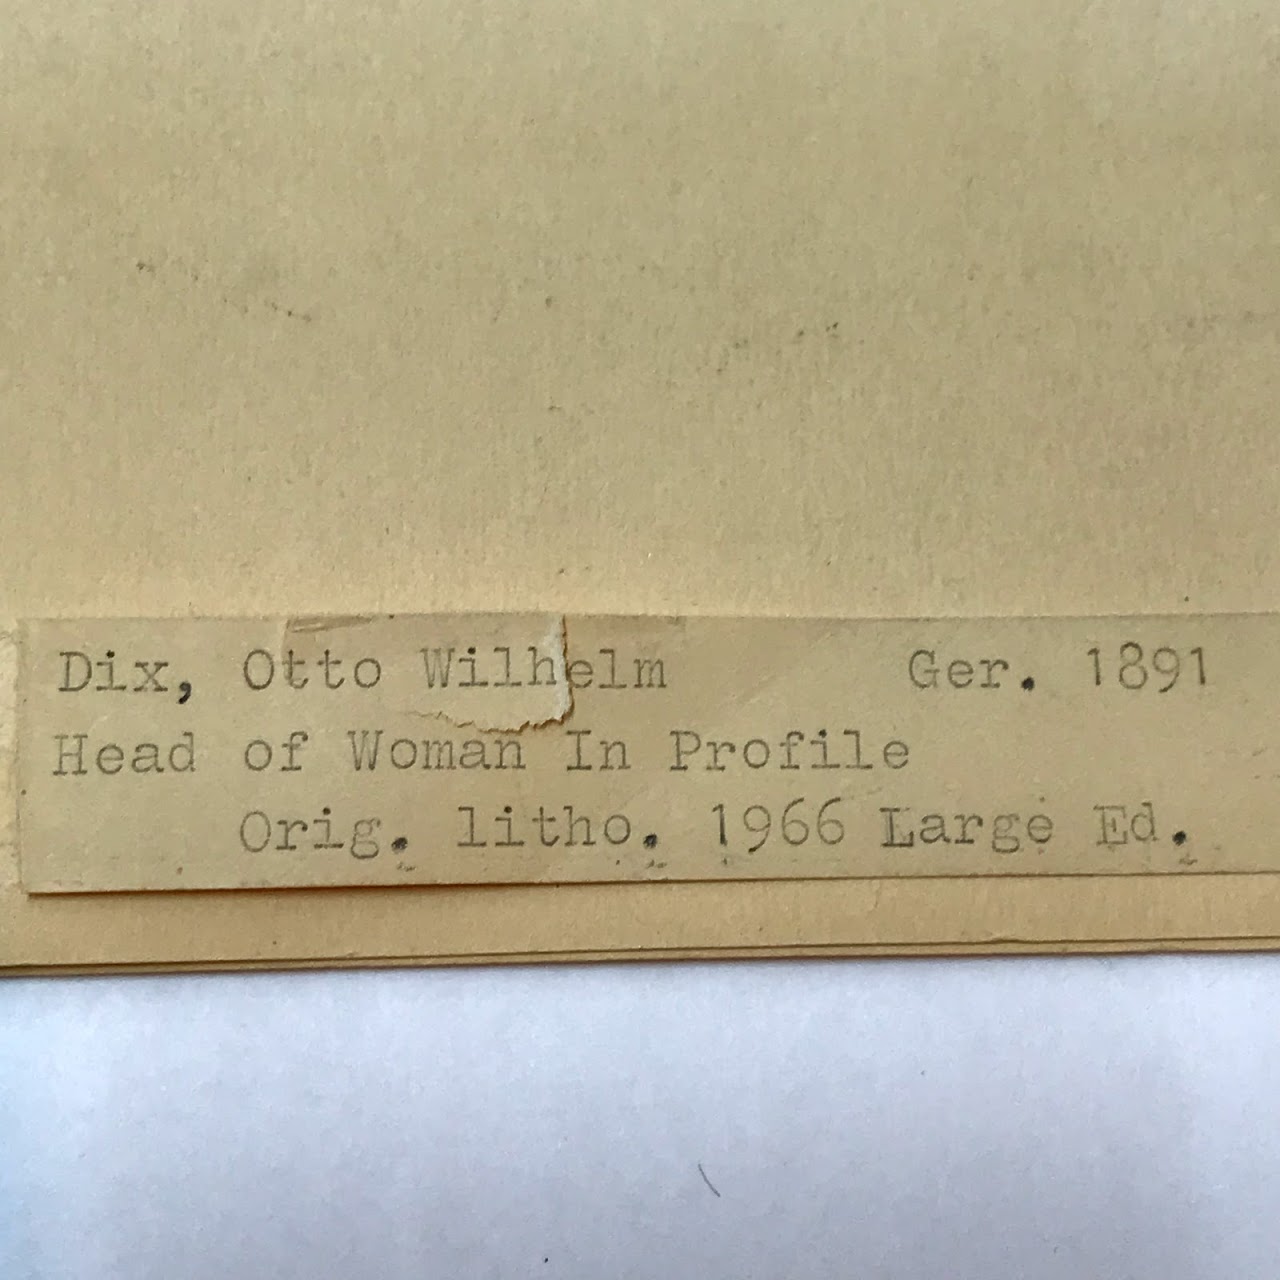 Dix, Otto Wilhelm Ger. 1891
Head of Woman In Profile
Orig. litho. 1966 Large Ed.